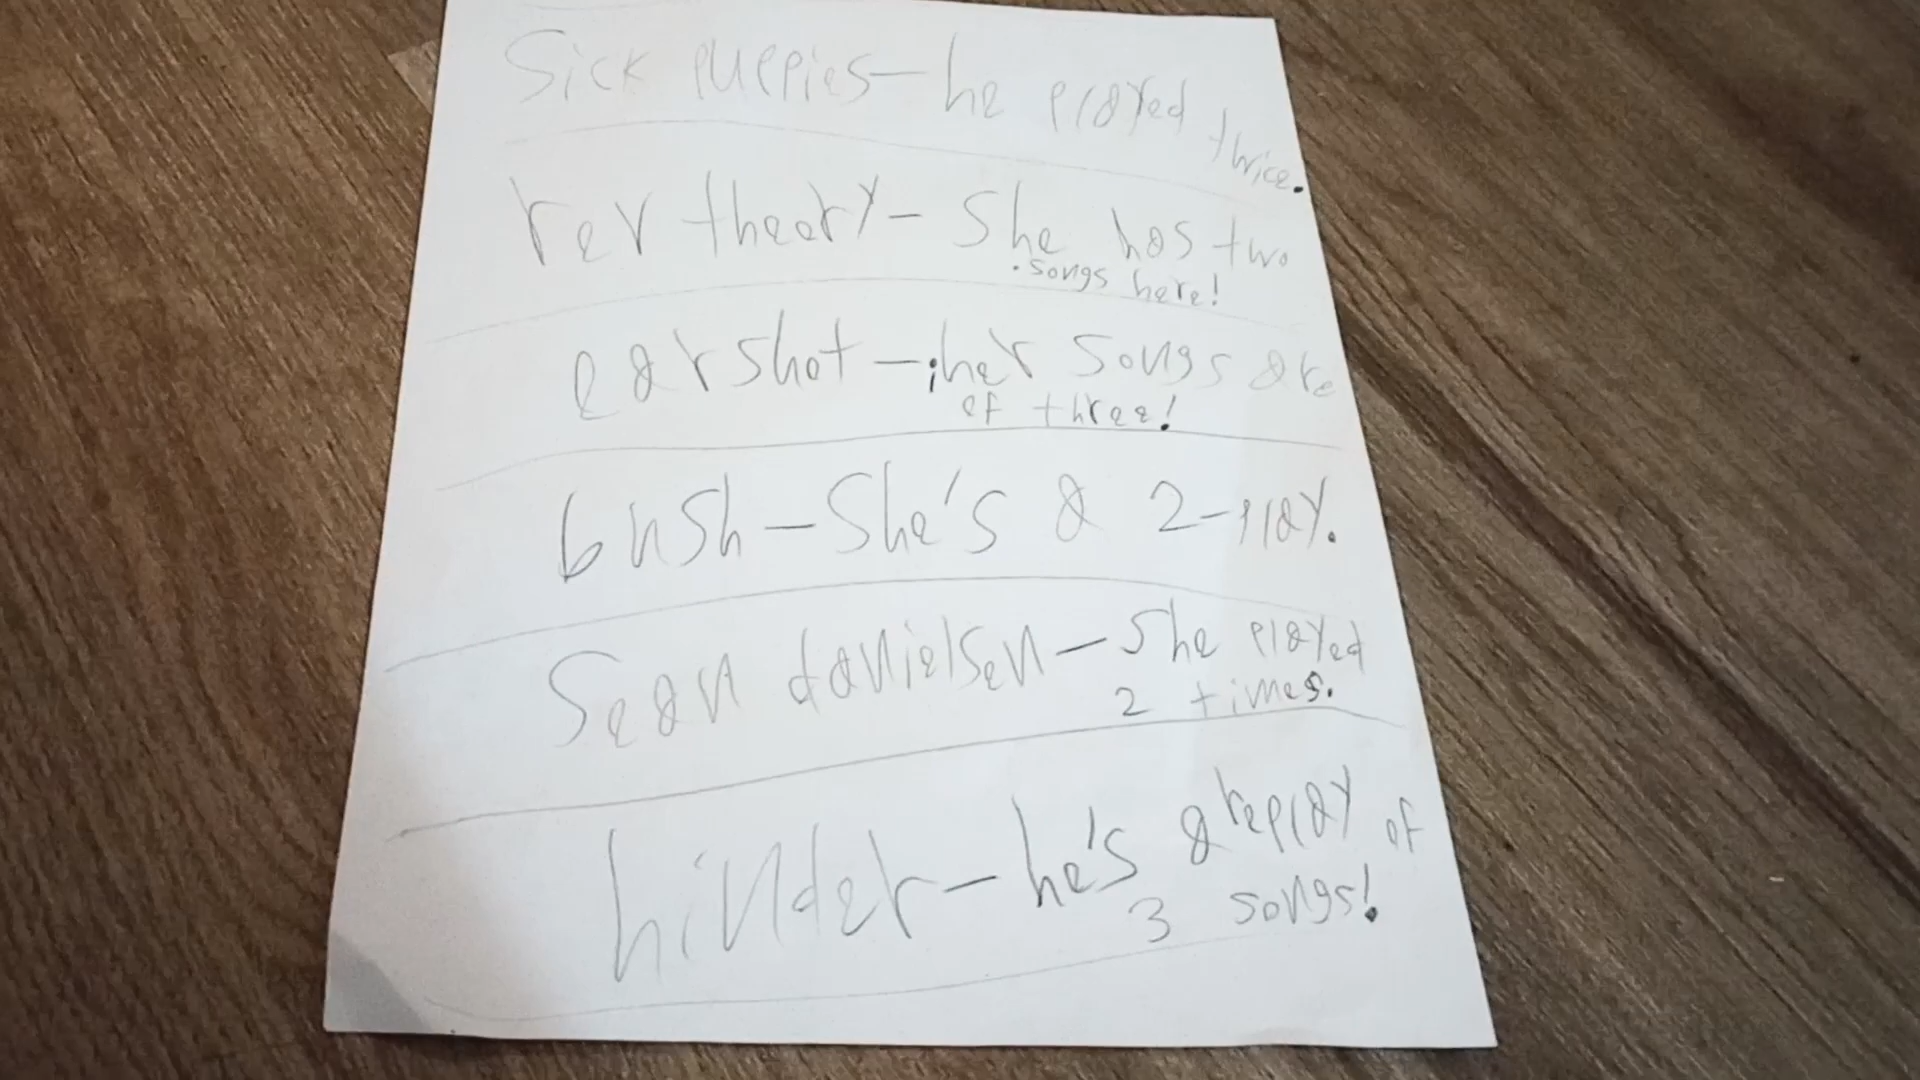 Sick puppies — he played
twice.
rev theory - She has two
songs here!
earshot - her songs are
of three!
bush - She's a 2-play.
Sean danielsen - She played
2 times.
hinder - he's a replay of
3 songs!